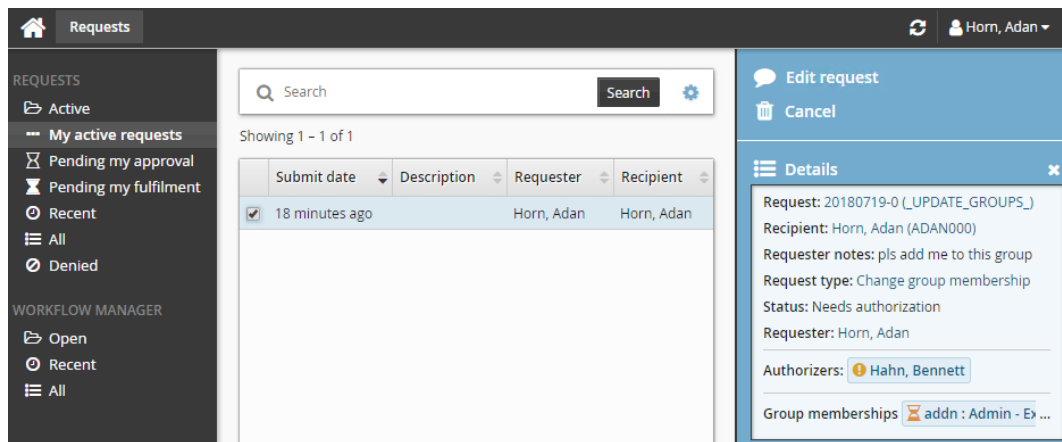 Requests
Horn, Adan
REQUESTS
Active
My active requests
Pending my approval
Pending my fulfilment
Recent
All
Denied
WORKFLOW MANAGER
Open
Recent
All
Search
Search
Showing 1 – 1 of 1
Submit date Description Requester Recipient
18 minutes ago Horn, Adan Horn, Adan
Edit request
Cancel
Details
Request: 20180719-0 (_UPDATE_GROUPS_)
Recipient: Horn, Adan (ADAN000)
Requester notes: pls add me to this group
Request type: Change group membership
Status: Needs authorization
Requester: Horn, Adan
Authorizers: Hahn, Bennett
Group memberships addn : Admin - Ex ...